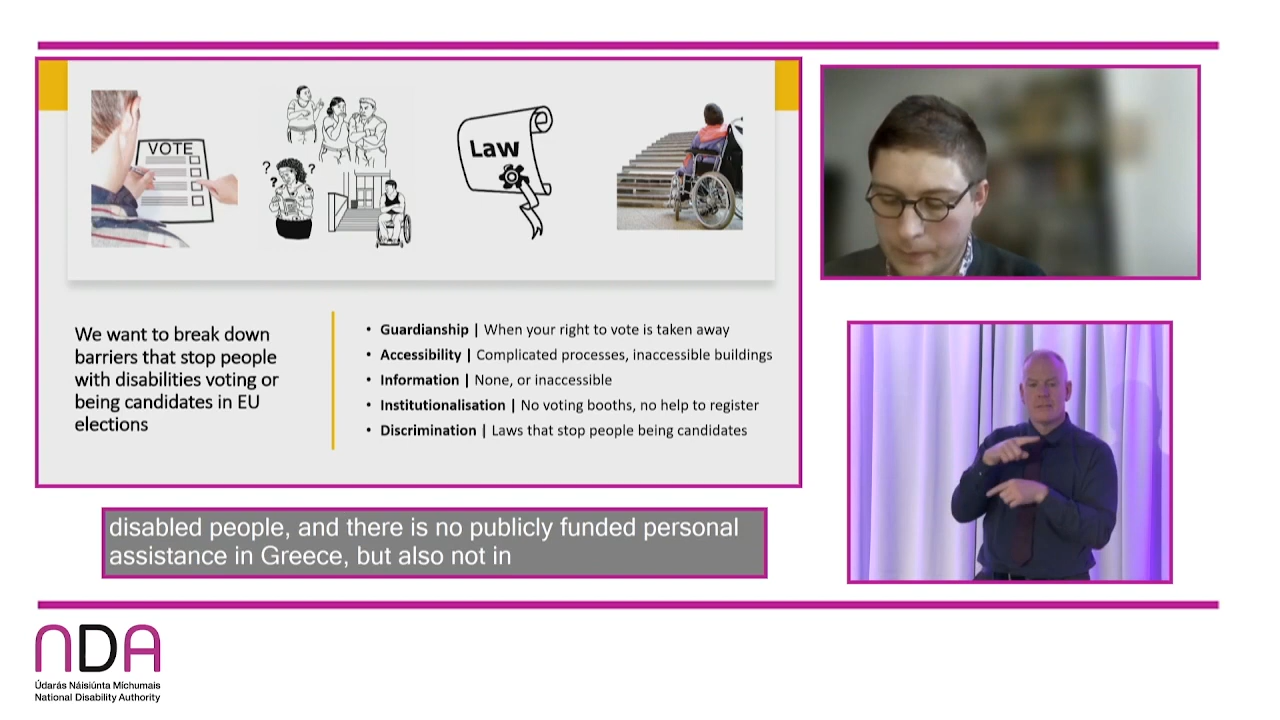 VOTE
? ?
?
Law
We want to break down
barriers that stop people
with disabilities voting or
being candidates in EU
elections
• Guardianship | When your right to vote is taken away
• Accessibility | Complicated processes, inaccessible buildings
• Information | None, or inaccessible
• Institutionalisation | No voting booths, no help to register
• Discrimination | Laws that stop people being candidates
disabled people, and there is no publicly funded personal
assistance in Greece, but also not in
NDA
Údarás Náisiúnta Míchumais
National Disability Authority